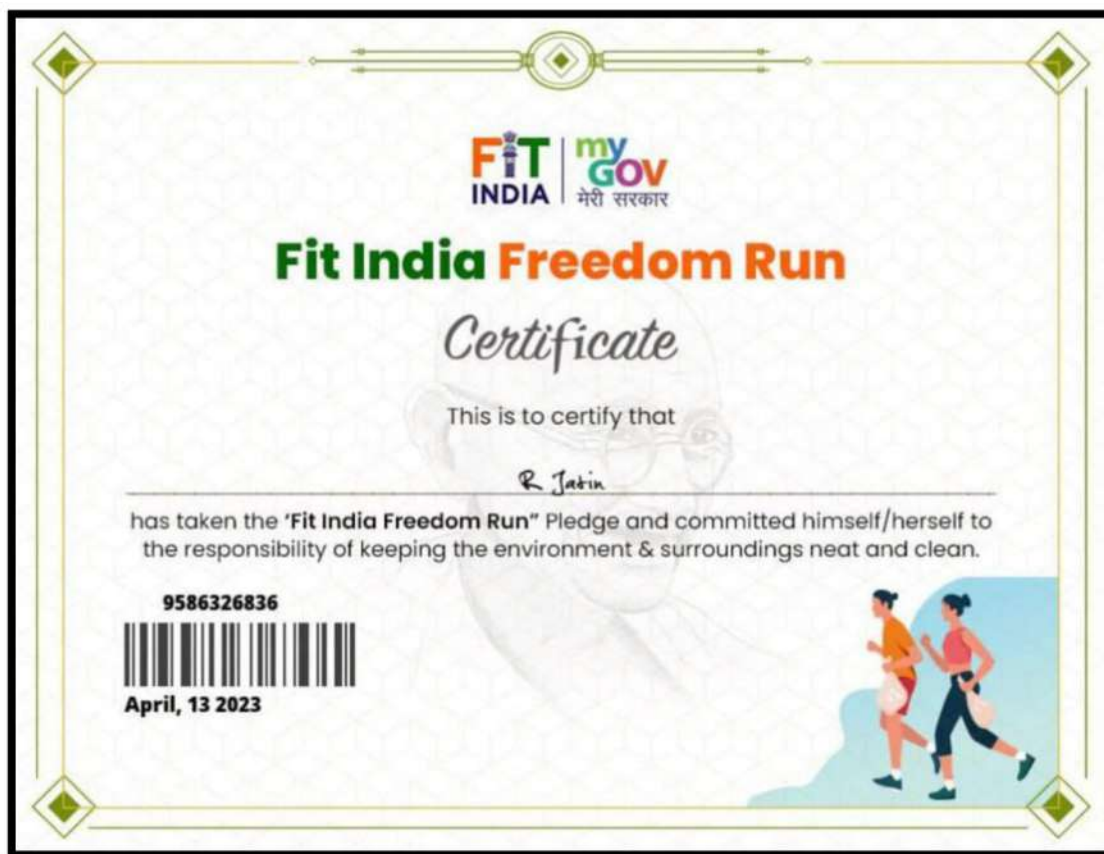 FiT
INDIA
my
GOV
मेरी सरकार
Fit India Freedom Run
Certificate
This is to certify that
R Jatin
has taken the ‘Fit India Freedom Run” Pledge and committed himself/herself to
the responsibility of keeping the environment & surroundings neat and clean.
9586326836
April, 13 2023